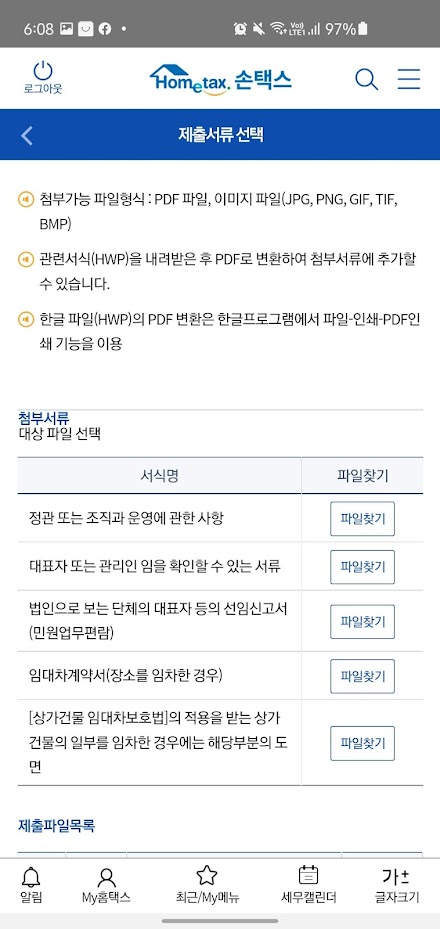 6:08
Vo))
LTE1
97%
로그아웃
Hometax. 손택스
제출서류 선택
첨부가능 파일형식 : PDF 파일, 이미지 파일(JPG, PNG, GIF, TIF,
BMP)
관련서식(HWP)을 내려받은 후 PDF로 변환하여 첨부서류에 추가할
수 있습니다.
한글 파일(HWP)의 PDF 변환은 한글프로그램에서 파일-인쇄-PDF인
쇄 기능을 이용
첨부서류
대상 파일 선택
서식명 파일찾기
정관 또는 조직과 운영에 관한 사항 파일찾기
대표자 또는 관리인 임을 확인할 수 있는 서류 파일찾기
법인으로 보는 단체의 대표자 등의 선임신고서
(민원업무편람) 파일찾기
임대차계약서(장소를 임차한 경우) 파일찾기
[상가건물 임대차보호법]의 적용을 받는 상가
건물의 일부를 임차한 경우에는 해당부분의 도 파일찾기
면
제출파일목록
알림 My홈택스 최근/My메뉴 세무캘린더 가± 글자크기